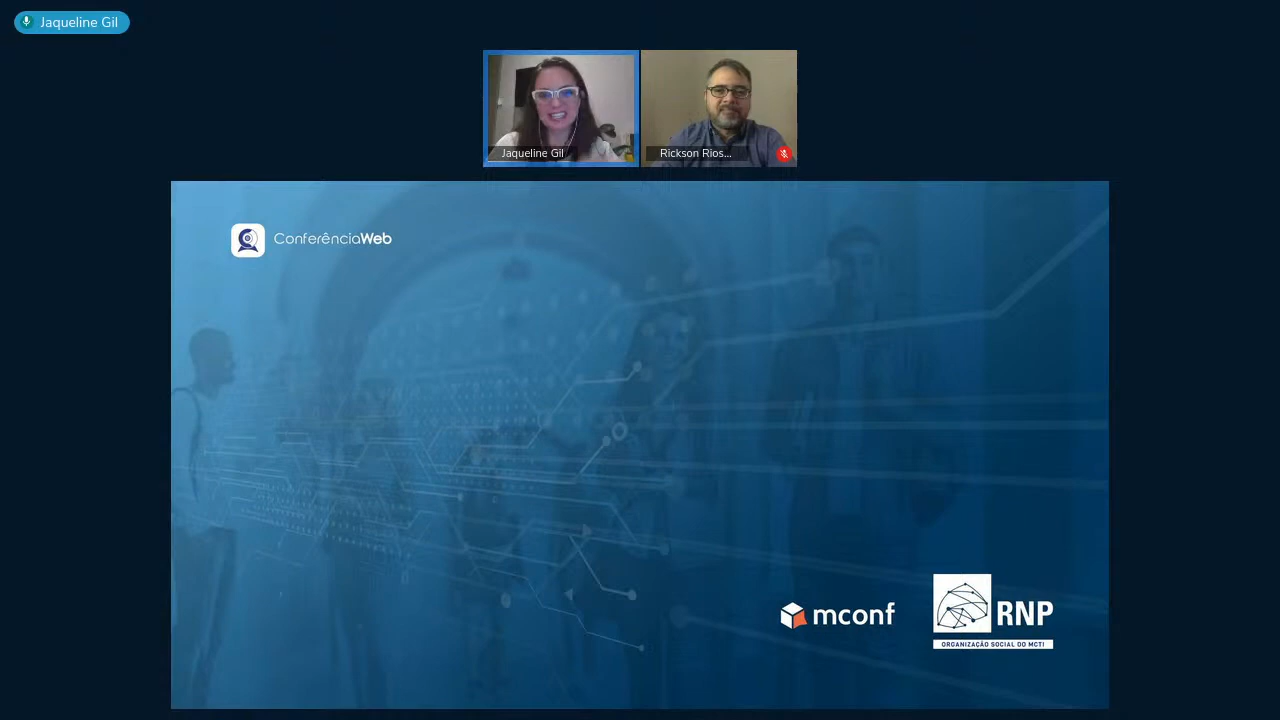 Jaqueline Gil
Jaqueline Gil
Rickson Rios...
ConferênciaWeb
mconf
RNP
ORGANIZAÇÃO SOCIAL DO MCTI